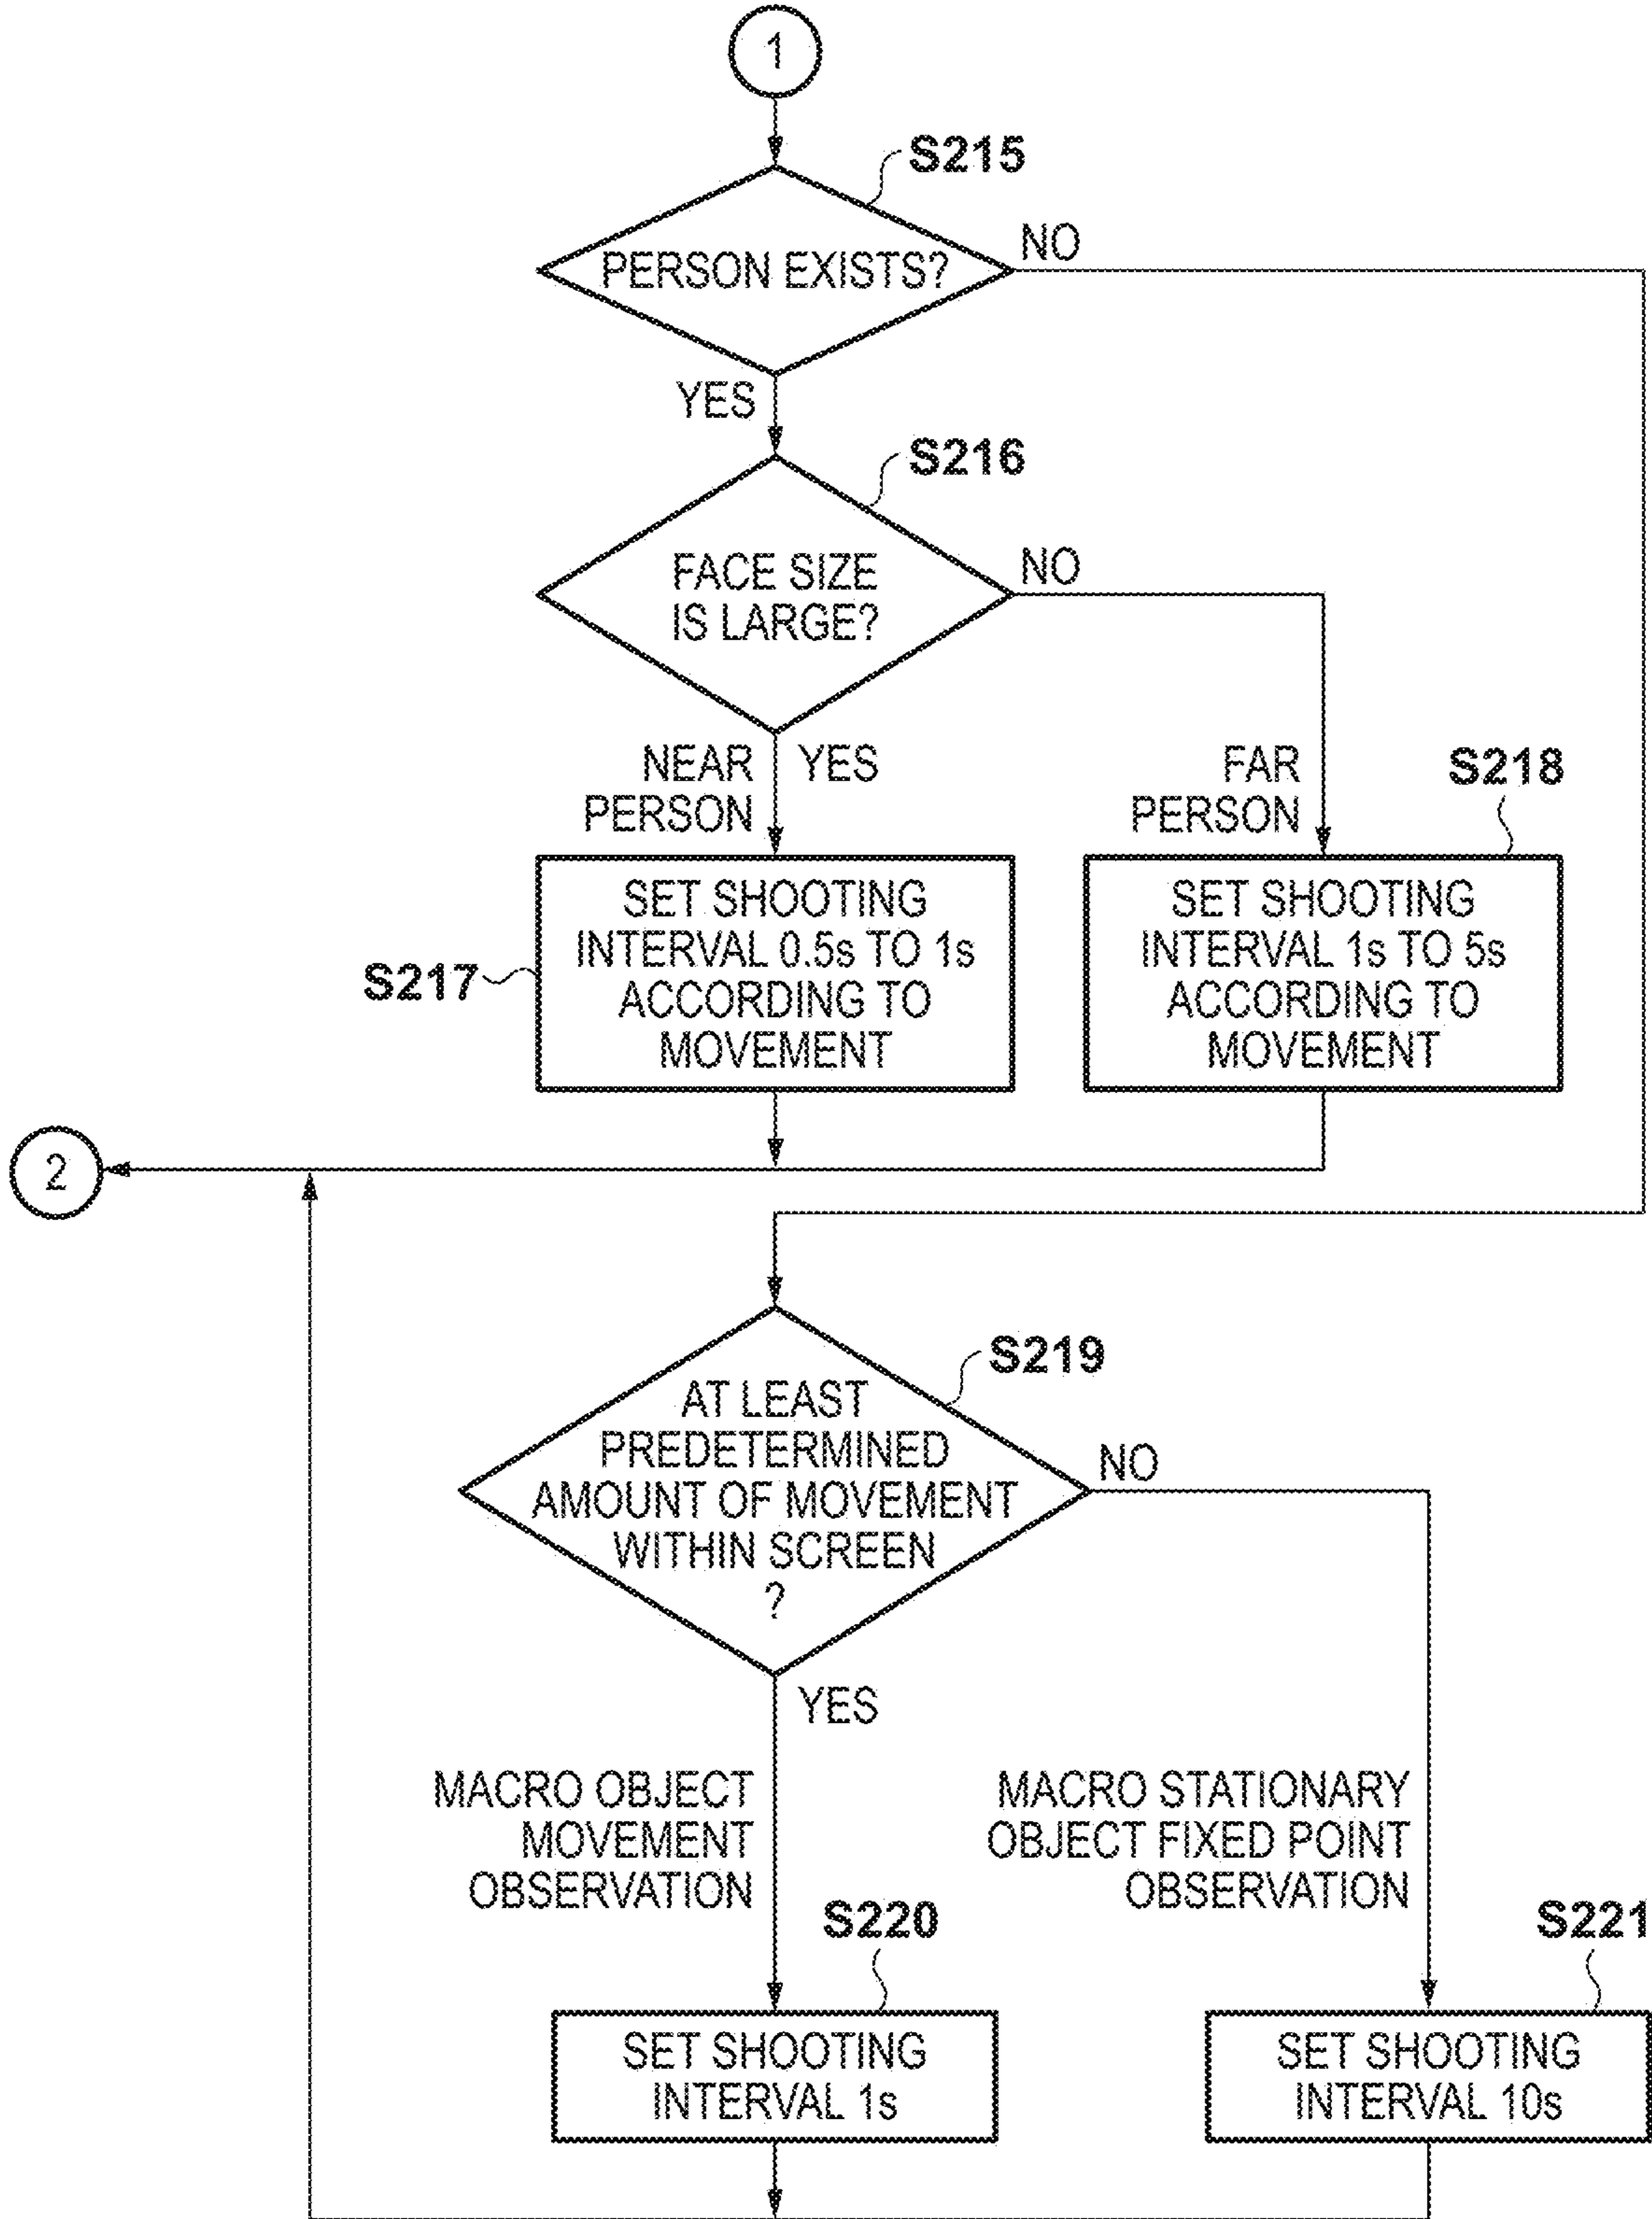 1
S215
PERSON EXISTS?
NO
YES
S216
FACE SIZE
IS LARGE?
NO
NEAR
PERSON
YES
FAR
PERSON
S218
SET SHOOTING
INTERVAL 0.5s TO 1s
ACCORDING TO
MOVEMENT
S217
SET SHOOTING
INTERVAL 1s TO 5s
ACCORDING TO
MOVEMENT
2
S219
AT LEAST
PREDETERMINED
AMOUNT OF MOVEMENT
WITHIN SCREEN
?
NO
YES
MACRO OBJECT
MOVEMENT
OBSERVATION
MACRO STATIONARY
OBJECT FIXED POINT
OBSERVATION
S220
S221
SET SHOOTING
INTERVAL 1s
SET SHOOTING
INTERVAL 10s